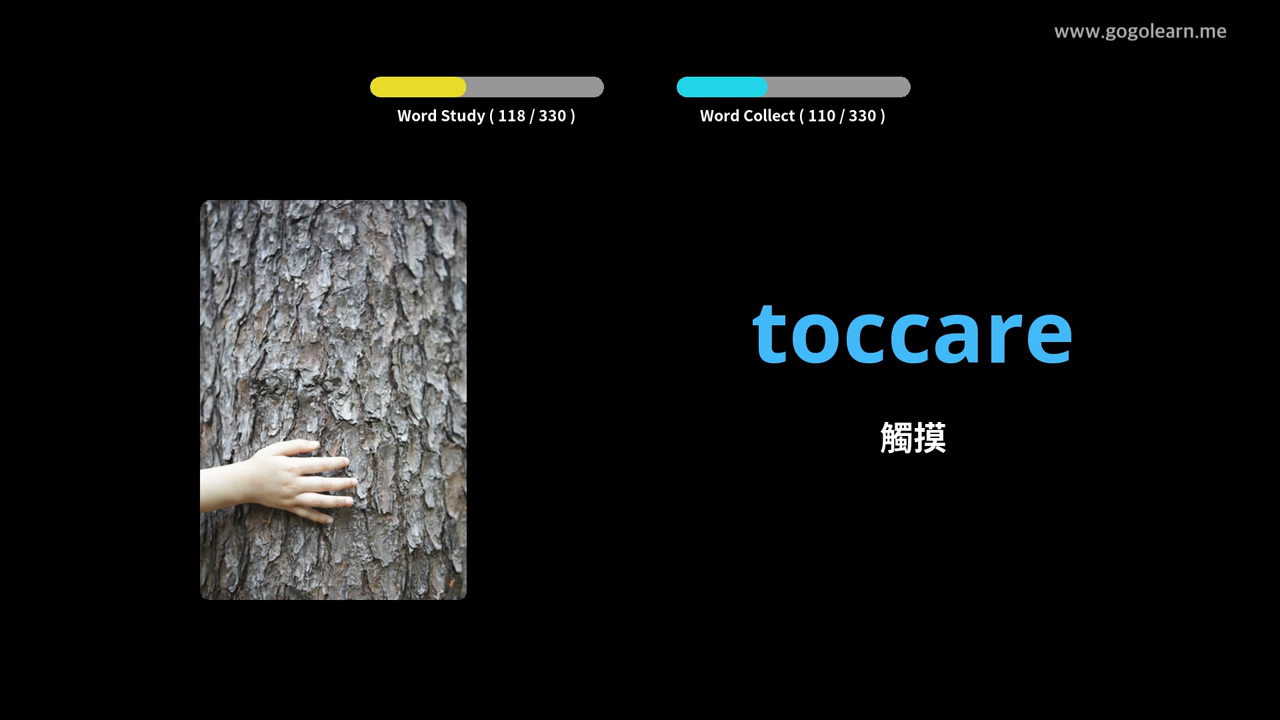 www.gogolearn.me
Word Study ( 118 / 330 )
Word Collect ( 110 / 330 )
toccare
觸摸